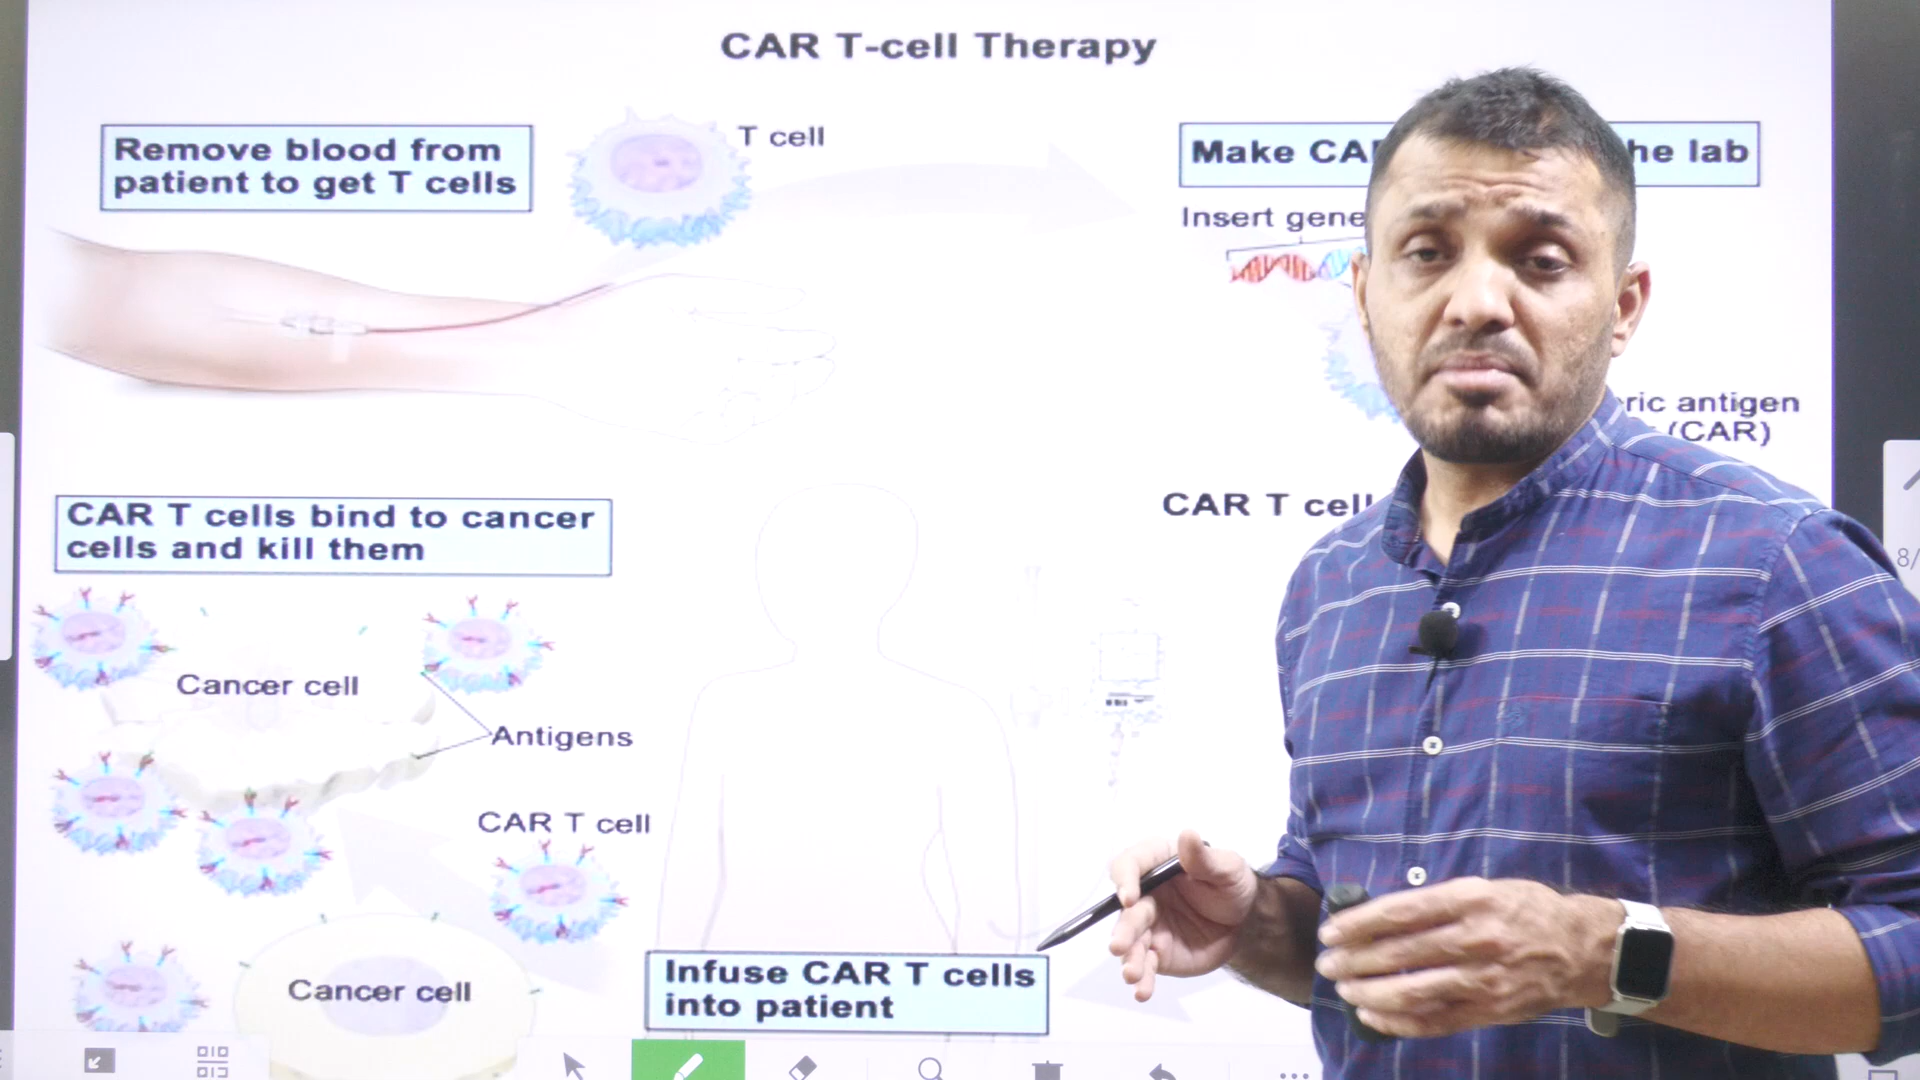 CAR T-cell Therapy
Remove blood from
patient to get T cells
T cell
Make CA
he lab
Insert gene
ric antigen
(CAR)
CAR T cell
CAR T cells bind to cancer
cells and kill them
Cancer cell
Antigens
CAR T cell
Cancer cell
Infuse CAR T cells
into patient
8/